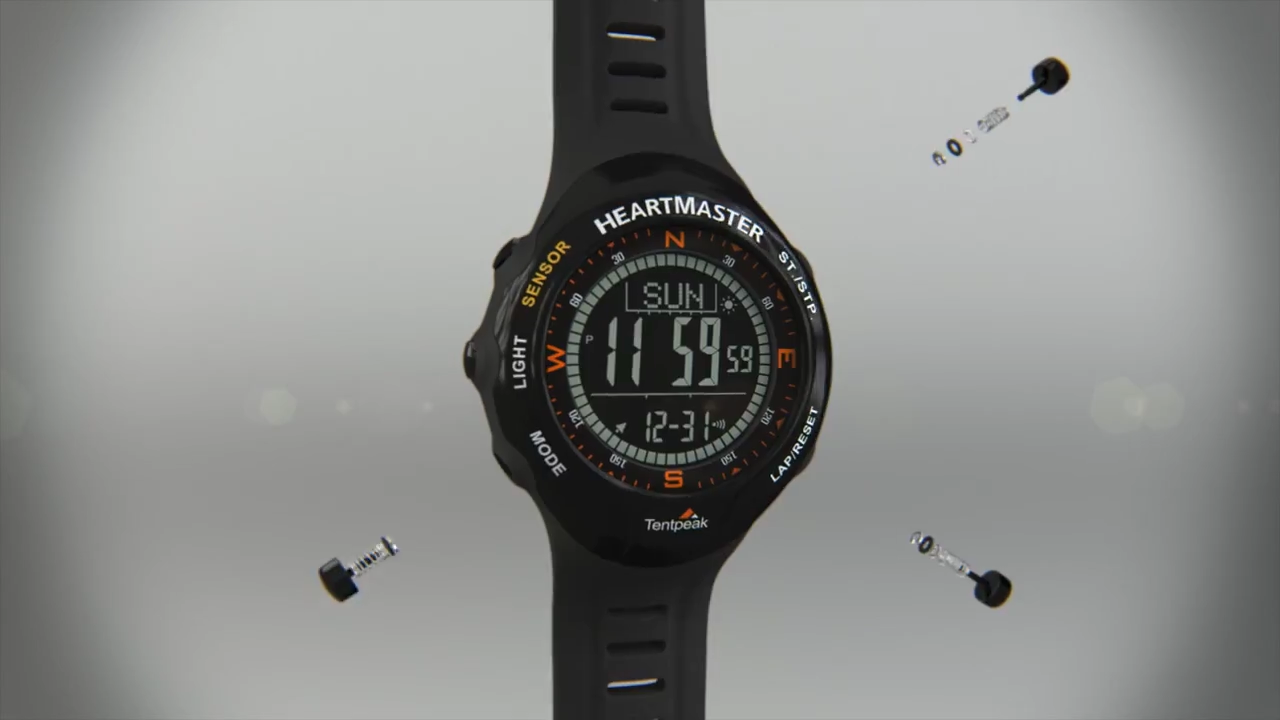 HEARTMASTER
SENSOR
ST./STP.
N
30
30
60
60
SUN
P
11 59 59
LIGHT
W
E
12-31
120
120
150
150
S
MODE
LAP/RESET
Tentpeak